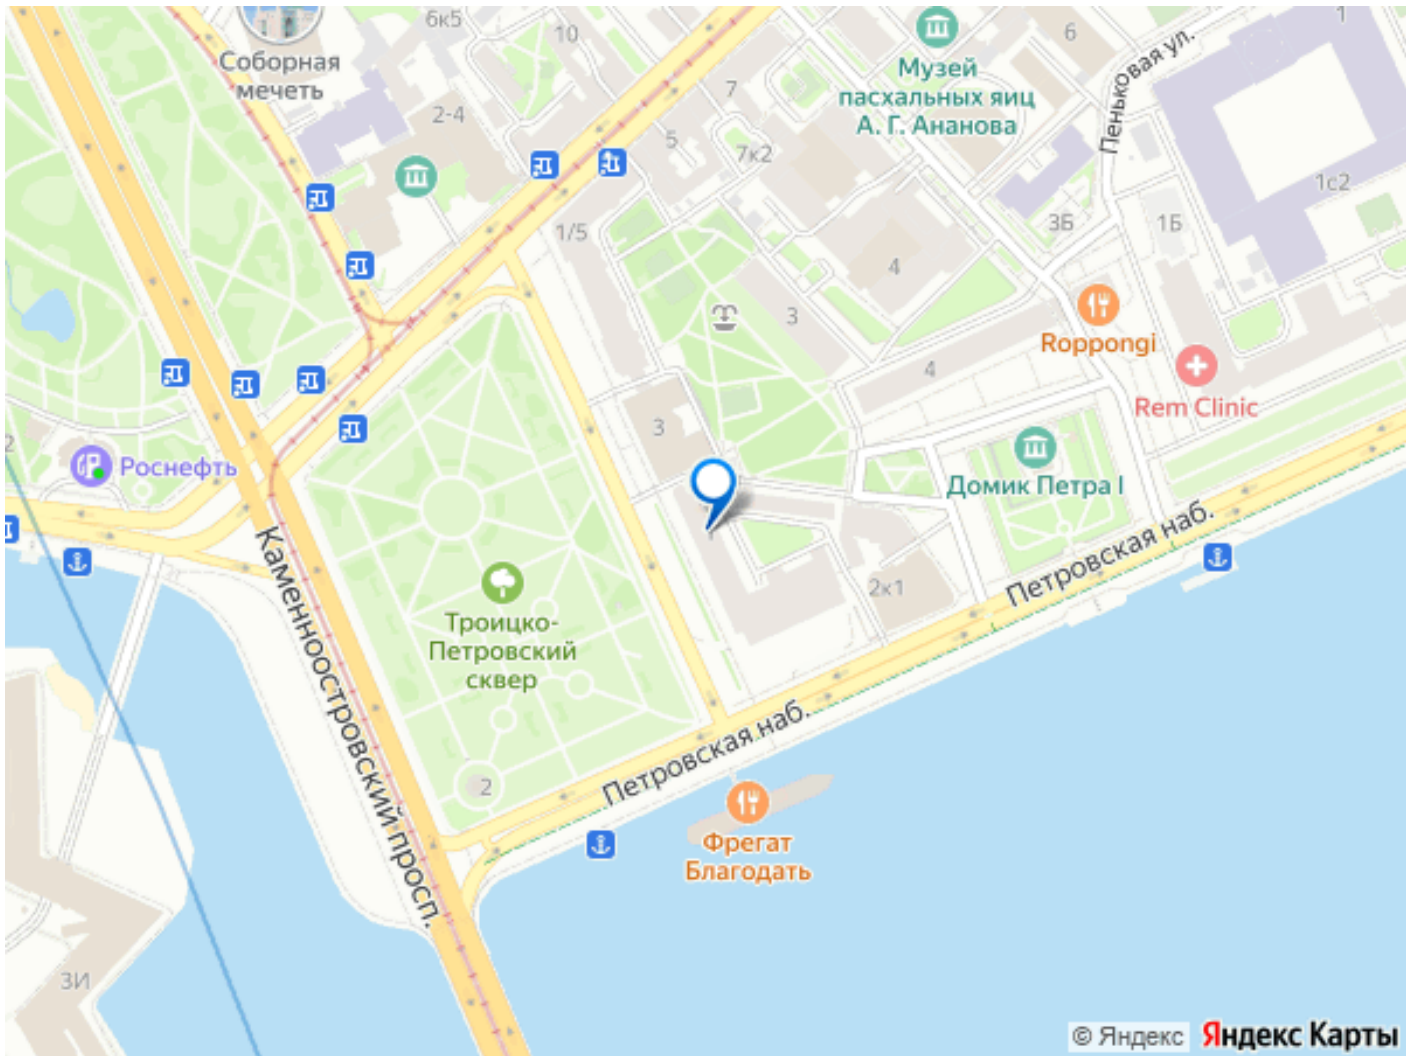 6к5
10
Соборная
мечеть
2-4
7
5
7к2
1/5
Музей
пасхальных яиц
А. Г. Ананова
6
Пеньковая ул.
1
1с2
3Б
1Б
4
3
Roppongi
4
Rem Clinic
3
2
Роснефть
Домик Петра I
Петровская наб.
Каменноостровский просп.
Троицко-
Петровский
сквер
2к1
Петровская наб.
2
Фрегат
Благодать
3И
© Яндекс
Яндекс Карты